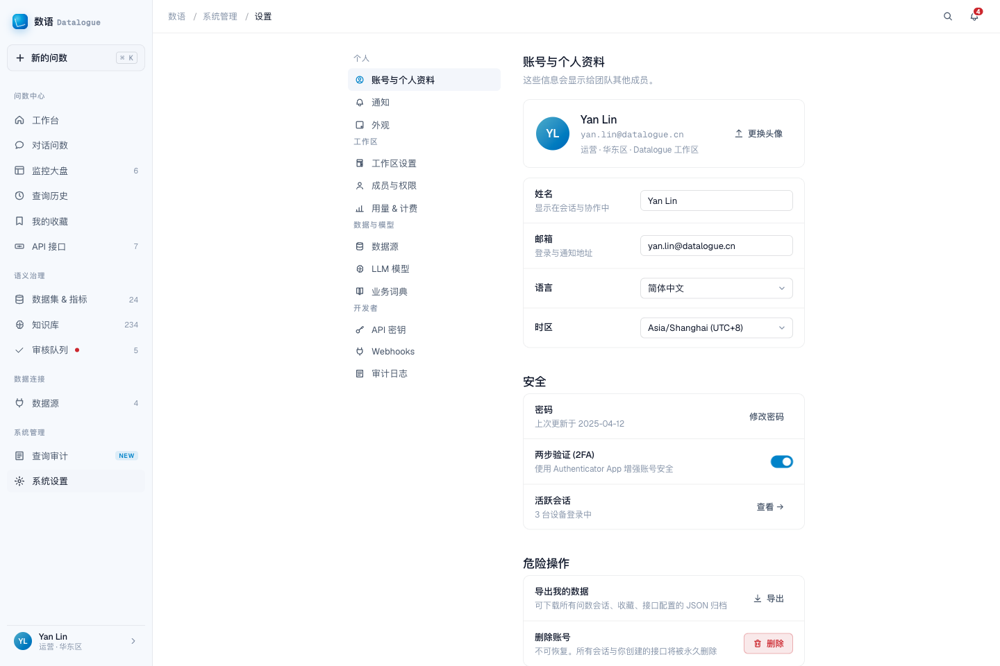 数语 Datalogue
新的问数 ⌘ K
问数中心
工作台
对话问数
监控大盘 6
查询历史
我的收藏
API 接口 7
语义治理
数据集 & 指标 24
知识库 234
审核队列 5
数据连接
数据源 4
系统管理
查询审计 NEW
系统设置
YL
Yan Lin
运营 · 华东区
数语 / 系统管理 / 设置
4
个人
账号与个人资料
通知
外观
工作区
工作区设置
成员与权限
用量 & 计费
数据与模型
数据源
LLM 模型
业务词典
开发者
API 密钥
Webhooks
审计日志
账号与个人资料
这些信息会显示给团队其他成员。
YL
Yan Lin
yan.lin@datalogue.cn
运营 · 华东区 · Datalogue 工作区
更换头像
姓名
显示在会话与协作中
Yan Lin
邮箱
登录与通知地址
yan.lin@datalogue.cn
语言
简体中文
时区
Asia/Shanghai (UTC+8)
安全
密码
上次更新于 2025-04-12
修改密码
两步验证 (2FA)
使用 Authenticator App 增强账号安全
活跃会话
3 台设备登录中
查看 →
危险操作
导出我的数据
可下载所有问数会话、收藏、接口配置的 JSON 归档
导出
删除账号
不可恢复。所有会话与你创建的接口将被永久删除
删除